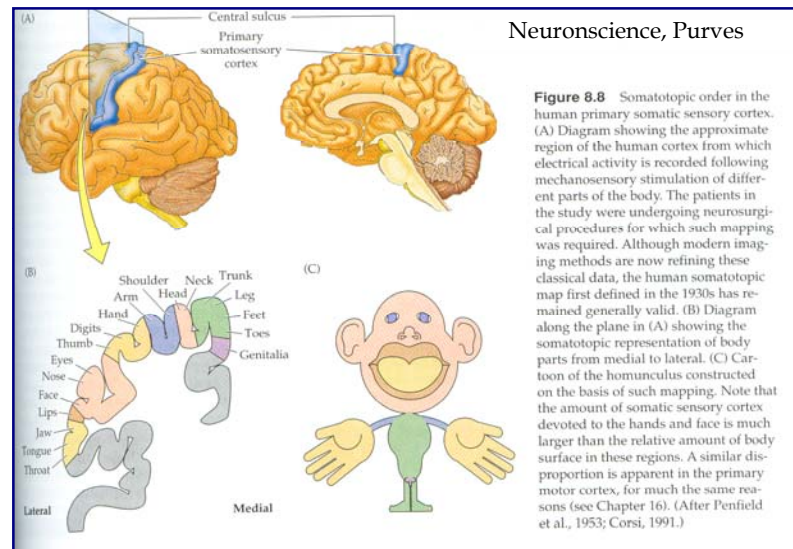 (A)
Central sulcus
Primary
somatosensory
cortex
Neuronscience, Purves
Figure 8.8 Somatotopic order in the
human primary somatic sensory cortex.
(A) Diagram showing the approximate
region of the human cortex from which
electrical activity is recorded following
mechanosensory stimulation of differ-
ent parts of the body. The patients in
the study were undergoing neurosurgi-
cal procedures for which such mapping
was required. Although modern imag-
ing methods are now refining these
classical data, the human somatotopic
map first defined in the 1930s has re-
mained generally valid. (B) Diagram
along the plane in (A) showing the
somatotopic representation of body
parts from medial to lateral. (C) Car-
toon of the homunculus constructed
on the basis of such mapping. Note that
the amount of somatic sensory cortex
devoted to the hands and face is much
larger than the relative amount of body
surface in these regions. A similar dis-
proportion is apparent in the primary
motor cortex, for much the same rea-
sons (see Chapter 16). (After Penfield
et al., 1953; Corsi, 1991.)
(B)
Trunk
Neck
Leg
Shoulder
Head
Arm
Feet
Hand
Toes
Digits
Genitalia
Thumb
Eyes
Nose
Face
Lips
Jaw
Tongue
Throat
Lateral
Medial
(C)